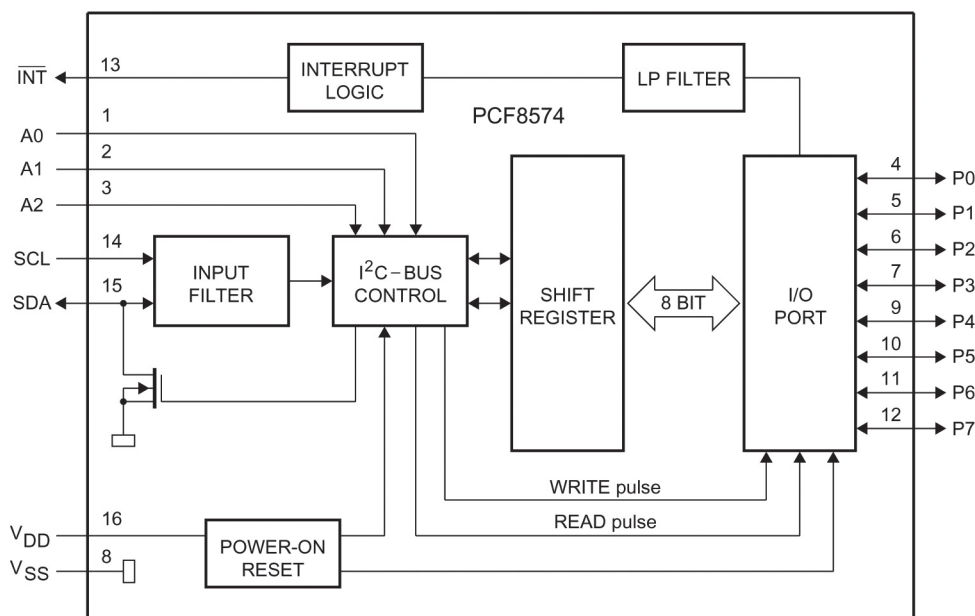 INT
13
INTERRUPT
LOGIC
LP FILTER
PCF8574
A0
1
A1
2
A2
3
SCL
14
SDA
15
INPUT
FILTER
I²C–BUS
CONTROL
SHIFT
REGISTER
8 BIT
I/O
PORT
4
P0
5
P1
6
P2
7
P3
9
P4
10
P5
11
P6
12
P7
WRITE pulse
READ pulse
VDD
16
VSS
8
POWER-ON
RESET